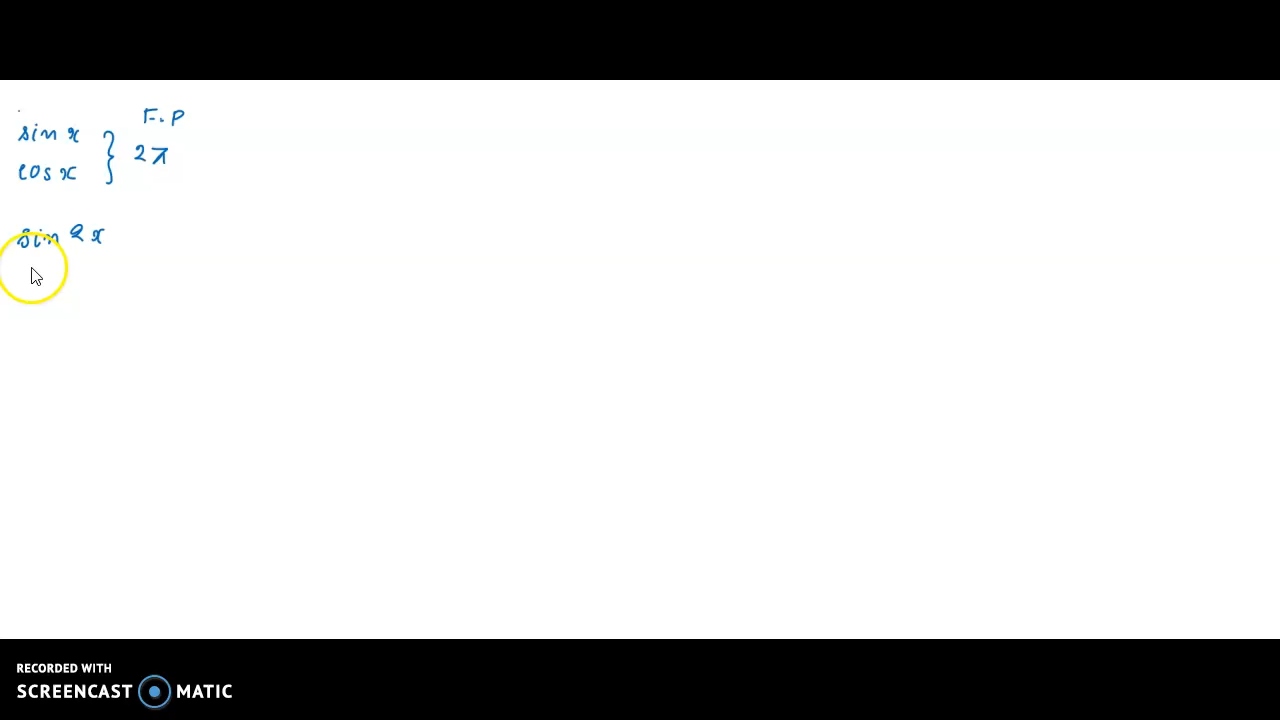 F.P
sin x
cos x } 2π
sin 2x
RECORDED WITH
SCREENCAST MATIC